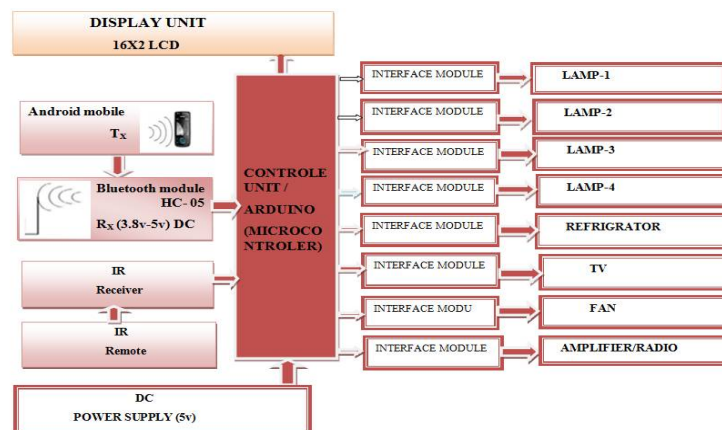 DISPLAY UNIT
16X2 LCD
Android mobile
TX
Bluetooth module
HC- 05
RX (3.8v-5v) DC
IR
Receiver
IR
Remote
DC
POWER SUPPLY (5v)
CONTROLE
UNIT /
ARDUINO
(MICROCO
NTROLER)
INTERFACE MODULE
LAMP-1
INTERFACE MODULE
LAMP-2
INTERFACE MODULE
LAMP-3
INTERFACE MODULE
LAMP-4
INTERFACE MODULE
REFRIGRATOR
INTERFACE MODULE
TV
INTERFACE MODU
FAN
INTERFACE MODULE
AMPLIFIER/RADIO